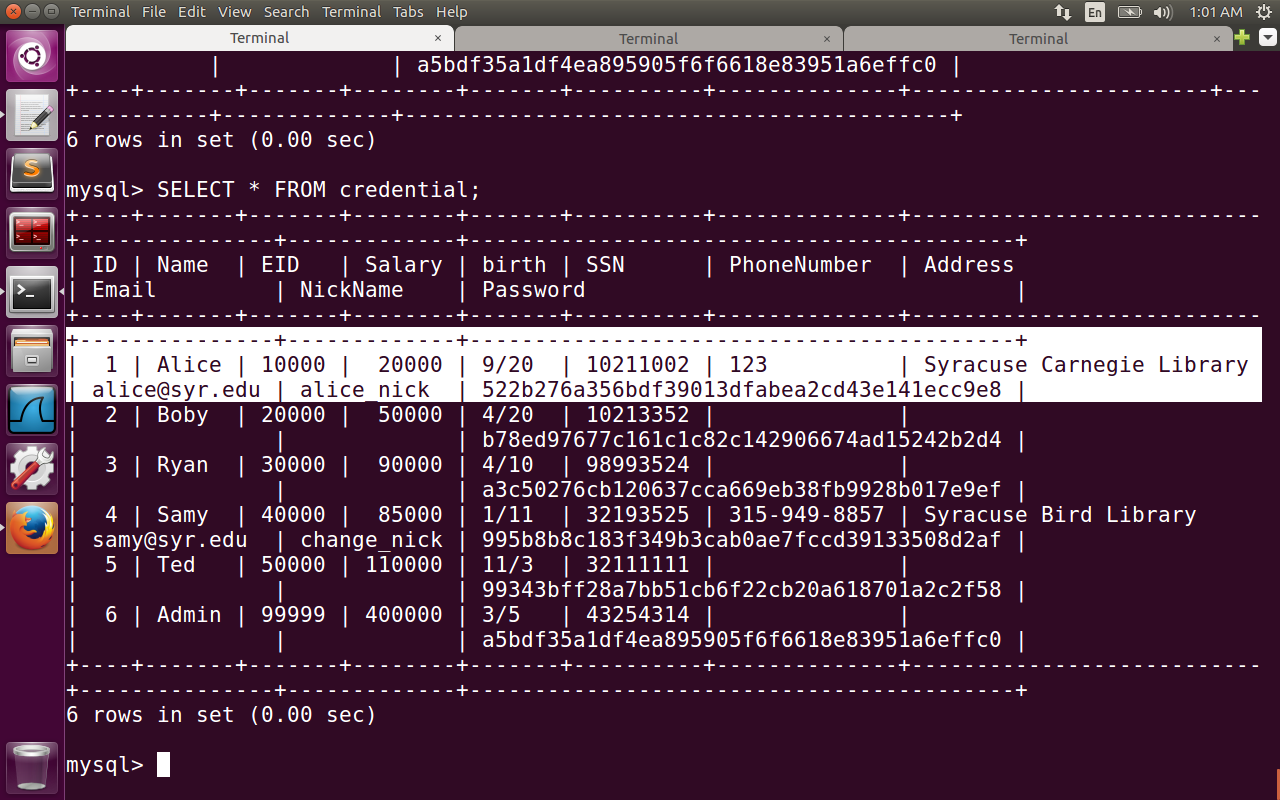 Terminal File Edit View Search Terminal Tabs Help En 1:01 AM
Terminal × Terminal × Terminal ×
|             | a5bdf35a1df4ea895905f6f6618e83951a6effc0 |
+----+-------+-------+--------+-------+----------+--------------+-----------------------+---
-----------+-------------+------------------------------------------+
6 rows in set (0.00 sec)
mysql> SELECT * FROM credential;
+----+-------+-------+--------+-------+----------+--------------+---------------------------
+----------------+-------------+------------------------------------------+
| ID | Name  | EID   | Salary | birth | SSN      | PhoneNumber  | Address
| Email         | NickName    | Password                                 |
+----+-------+-------+--------+-------+----------+--------------+---------------------------
+---------------+-------------+------------------------------------------+
|  1 | Alice | 10000 |  20000 | 9/20  | 10211002 | 123          | Syracuse Carnegie Library
| alice@syr.edu | alice_nick  | 522b276a356bdf39013dfabea2cd43e141ecc9e8 |
|  2 | Boby  | 20000 |  50000 | 4/20  | 10213352 |              |
|               |             | b78ed97677c161c1c82c142906674ad15242b2d4 |
|  3 | Ryan  | 30000 |  90000 | 4/10  | 98993524 |              |
|               |             | a3c50276cb120637cca669eb38fb9928b017e9ef |
|  4 | Samy  | 40000 |  85000 | 1/11  | 32193525 | 315-949-8857 | Syracuse Bird Library
| samy@syr.edu  | change_nick | 995b8b8c183f349b3cab0ae7fccd39133508d2af |
|  5 | Ted   | 50000 | 110000 | 11/3  | 32111111 |              |
|               |             | 99343bff28a7bb51cb6f22cb20a618701a2c2f58 |
|  6 | Admin | 99999 | 400000 | 3/5   | 43254314 |              |
|               |             | a5bdf35a1df4ea895905f6f6618e83951a6effc0 |
+----+-------+-------+--------+-------+----------+--------------+---------------------------
+---------------+-------------+------------------------------------------+
6 rows in set (0.00 sec)
mysql>